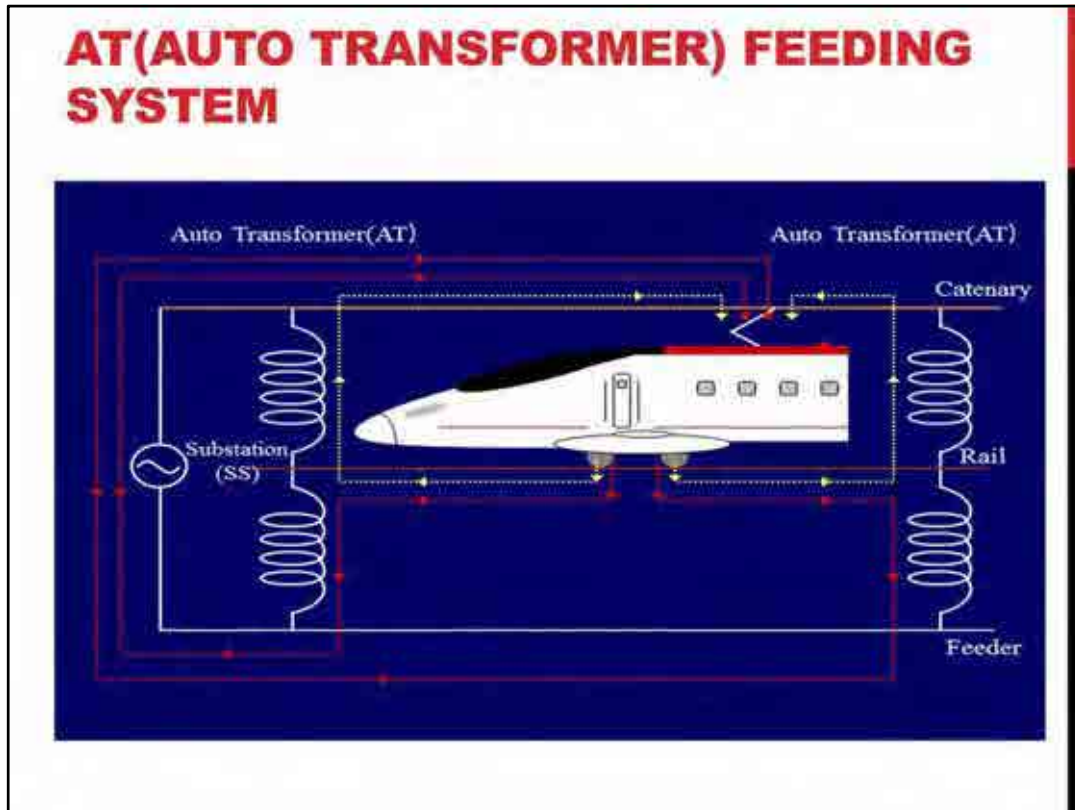 AT(AUTO TRANSFORMER) FEEDING
SYSTEM
Auto Transformer(AT)
Auto Transformer(AT)
Catenary
Substation
(SS)
Rail
Feeder